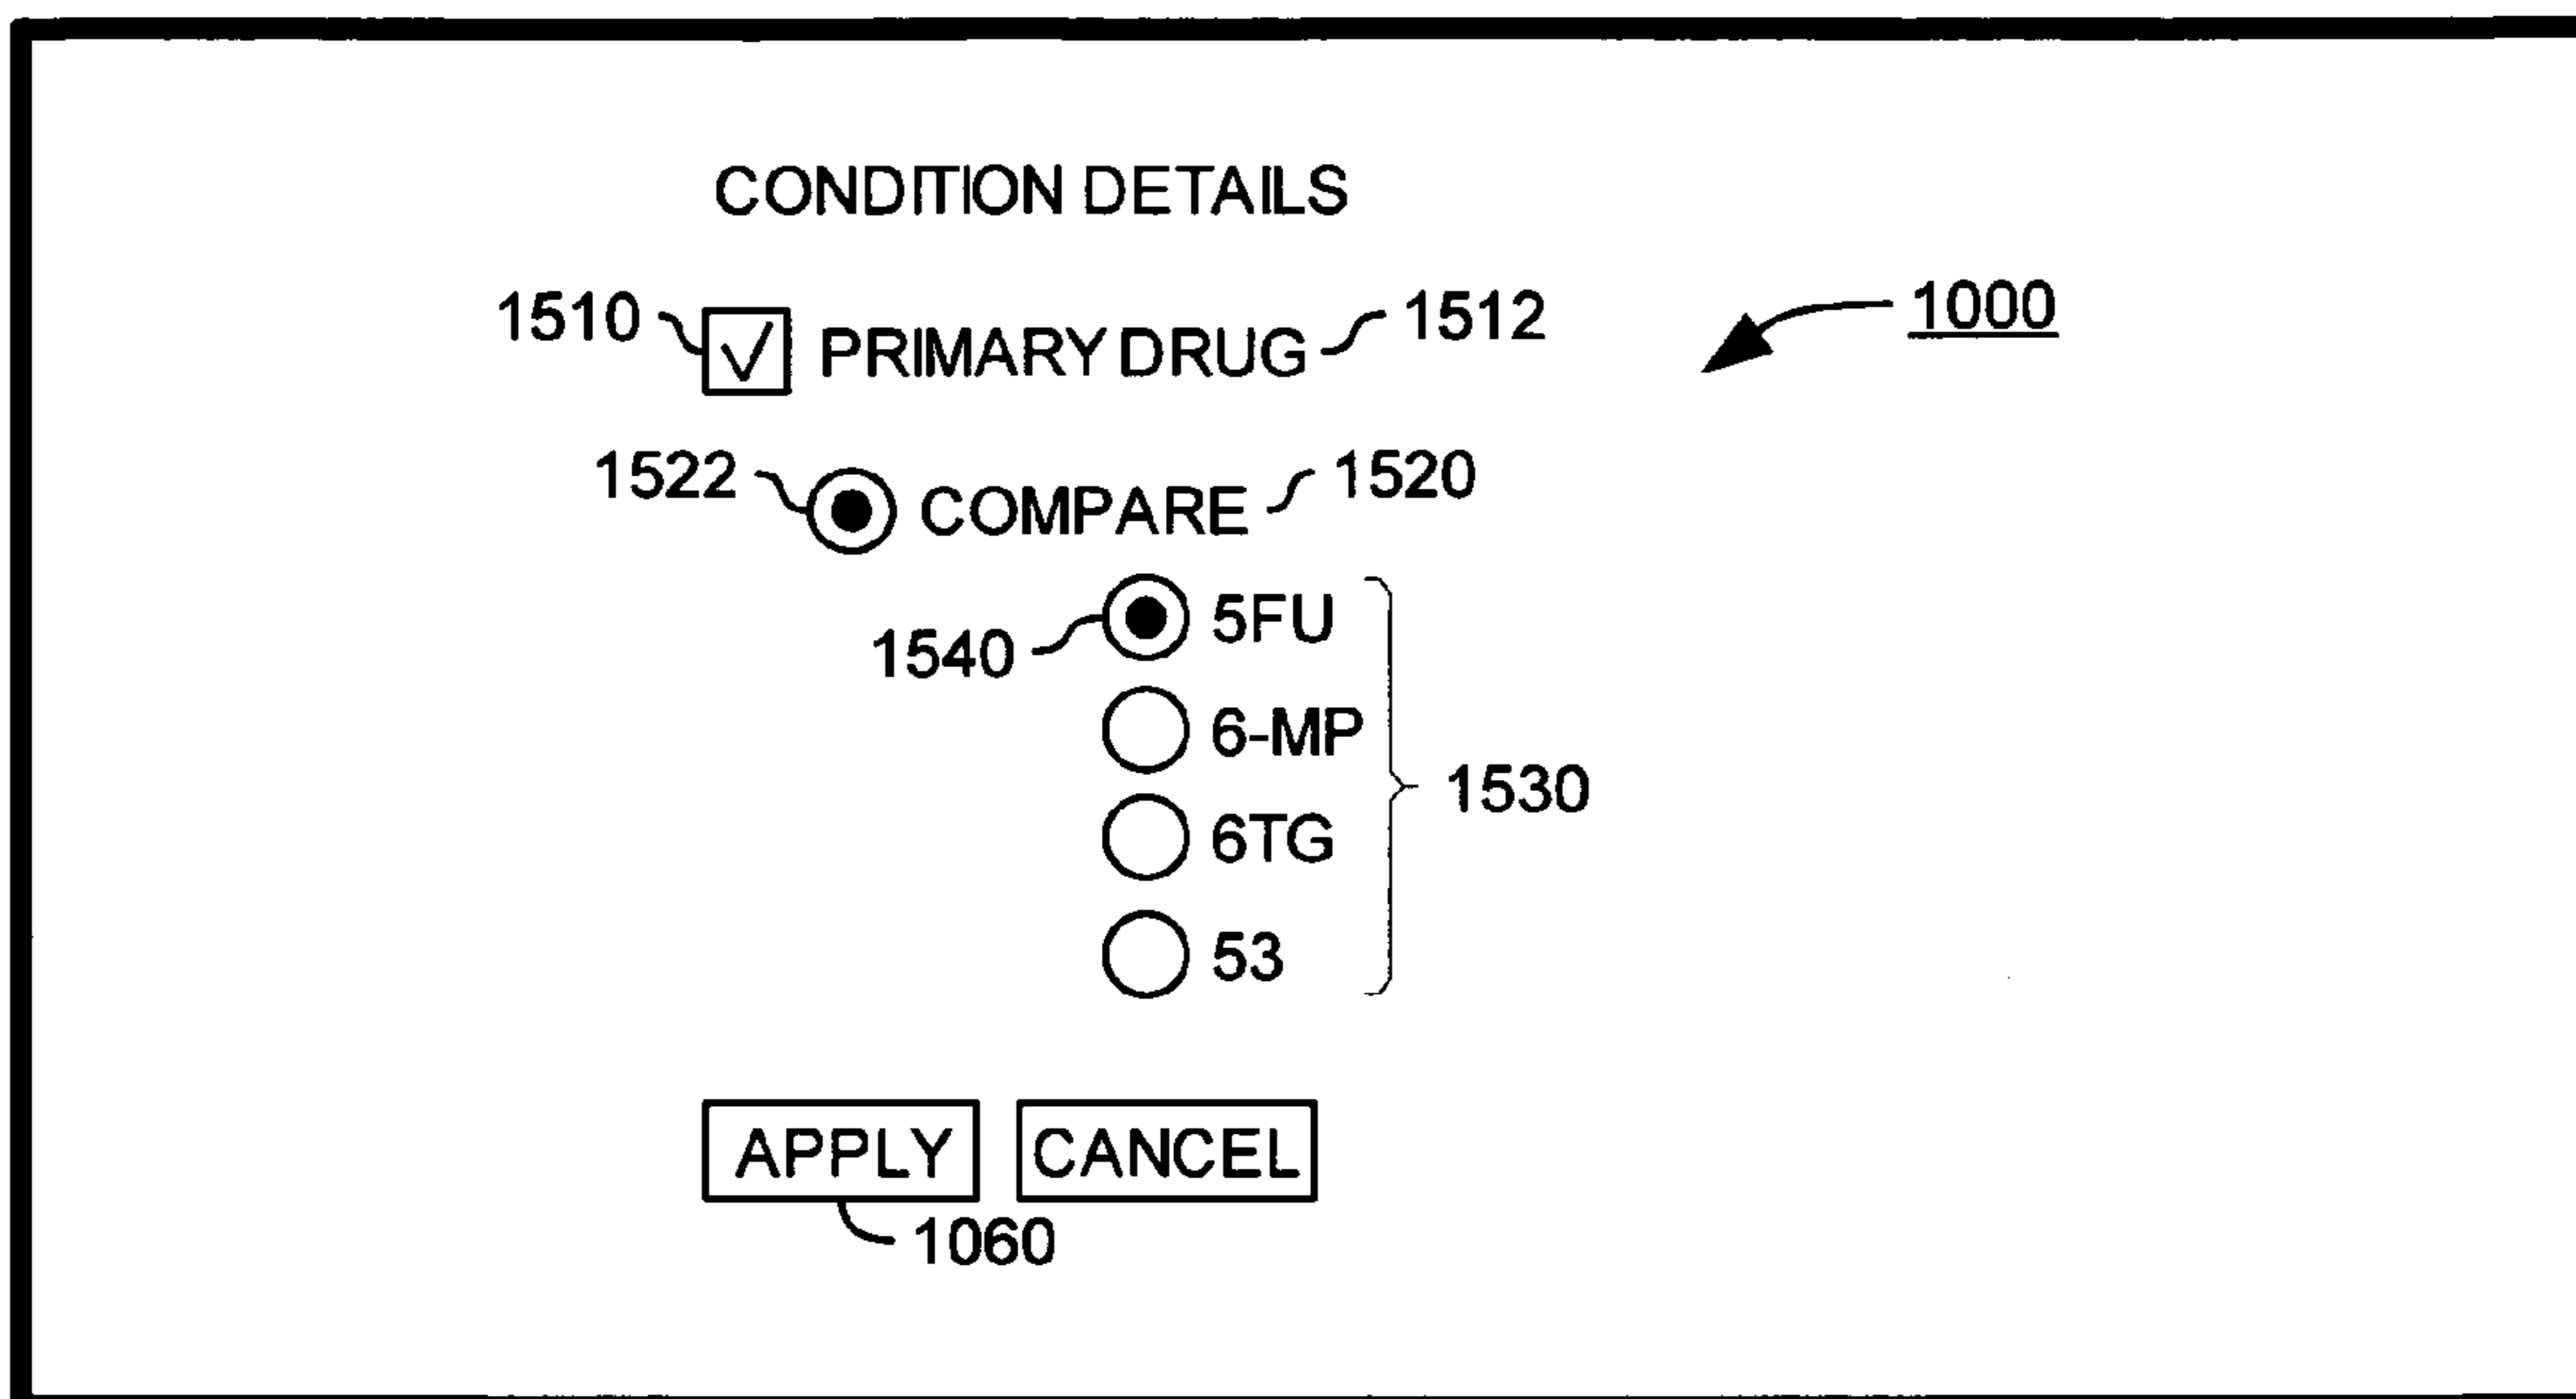 CONDITION DETAILS
1510 PRIMARY DRUG 1512 1000
1522 COMPARE 1520
1540 5FU
6-MP
1530
6TG
53
APPLY CANCEL
1060